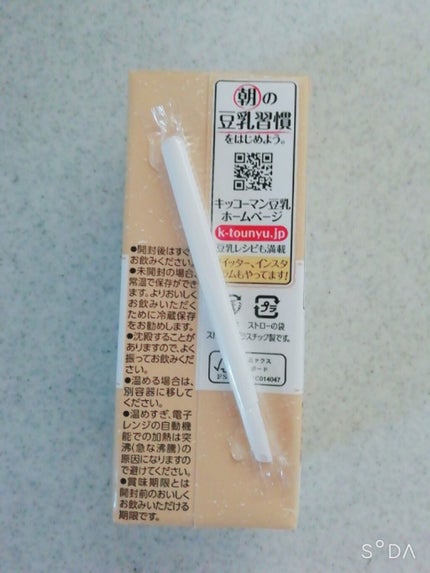 朝の
豆乳習慣
をはじめよう。
キッコーマン豆乳
ホームページ
k-tounyu.jp
豆乳レシピも満載
イッター、インスタ
ラムもやってます!
プラ
ストローの袋
スチック製です。
ミックス
ボード
C014047
●開封後はすぐ
お飲みください。
●未開封の場合、
常温で保存ができ
ます。よりおいしく
お飲みいただく
ために冷蔵保存
をお勧めします。
●沈殿することが
ありますので、よく
振ってお飲みくだ
さい。
●温める場合は、
別容器に移して
ください。
●温めすぎ、電子
レンジの自動機
能での加熱は突
沸(急な沸騰)の
原因になりますの
で避けてください。
●賞味期限とは
開封前のおいしく
お飲みいただける
期限です。
SODA